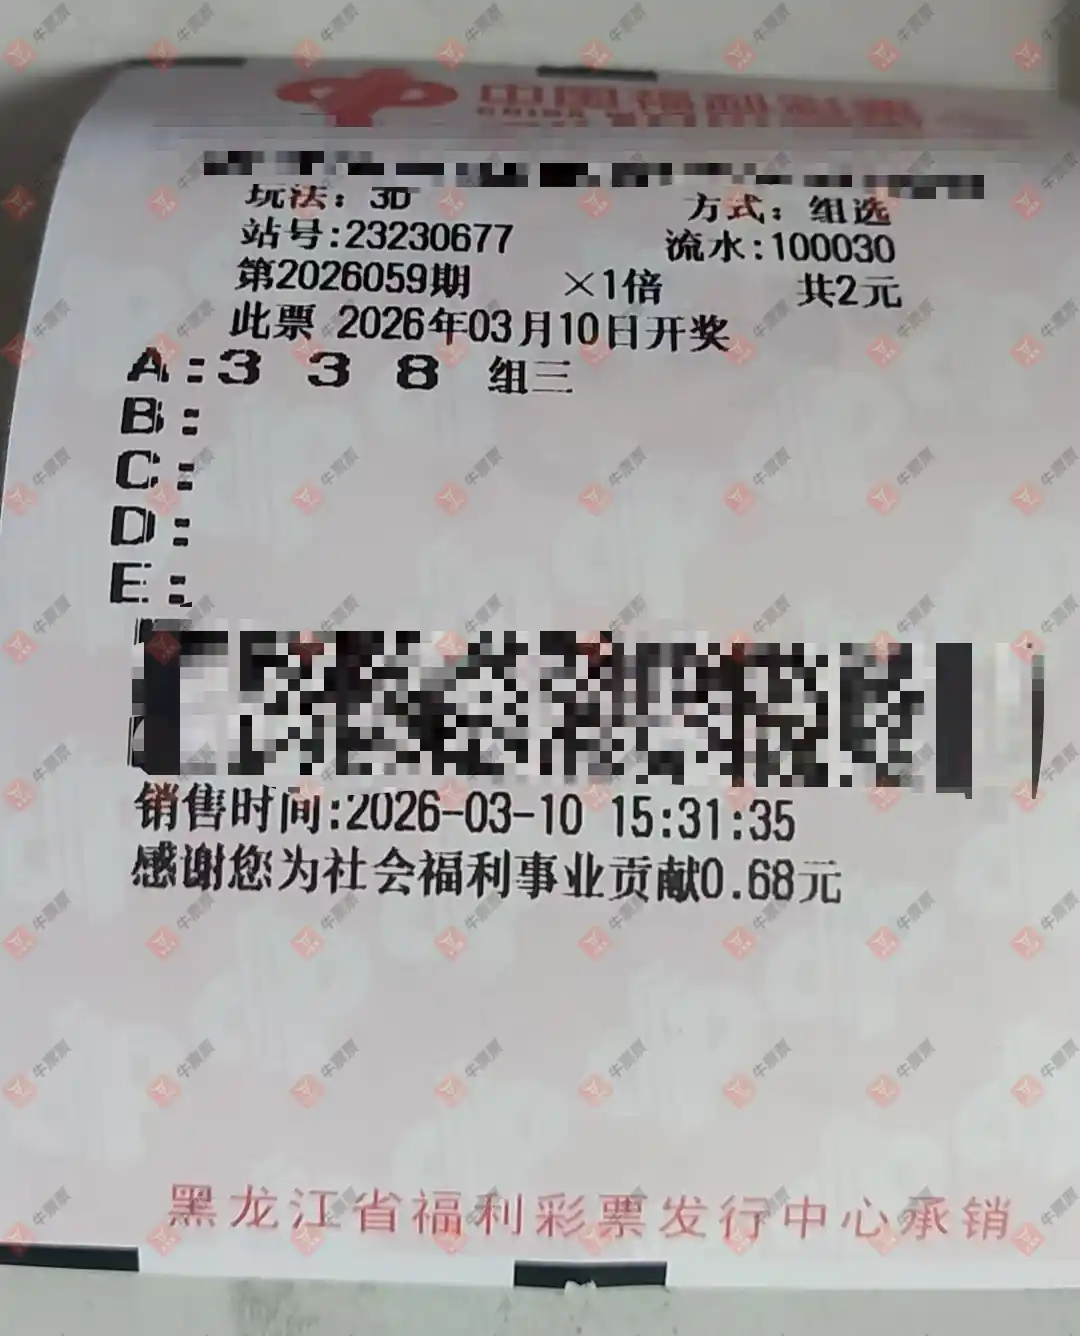 中国福利彩票
玩法：3D 方式：组选
站号:23230677 流水:100030
第2026059期 ×1倍 共2元
此票 2026年03月10日开奖
A:3 3 8 组三
B:
C:
D:
E:
销售时间:2026-03-10 15:31:35
感谢您为社会福利事业贡献0.68元
黑龙江省福利彩票发行中心承销
牛票票